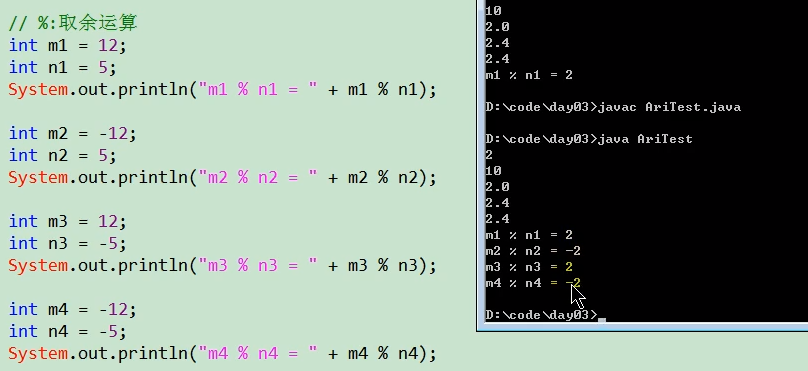 // %:取余运算
int m1 = 12;
int n1 = 5;
System.out.println("m1 % n1 = " + m1 % n1);
int m2 = -12;
int n2 = 5;
System.out.println("m2 % n2 = " + m2 % n2);
int m3 = 12;
int n3 = -5;
System.out.println("m3 % n3 = " + m3 % n3);
int m4 = -12;
int n4 = -5;
System.out.println("m4 % n4 = " + m4 % n4);
10
2.0
2.4
2.4
m1 % n1 = 2
D:\code\day03>javac AriTest.java
D:\code\day03>java AriTest
2
10
2.0
2.4
2.4
m1 % n1 = 2
m2 % n2 = -2
m3 % n3 = 2
m4 % n4 = -2
D:\code\day03>